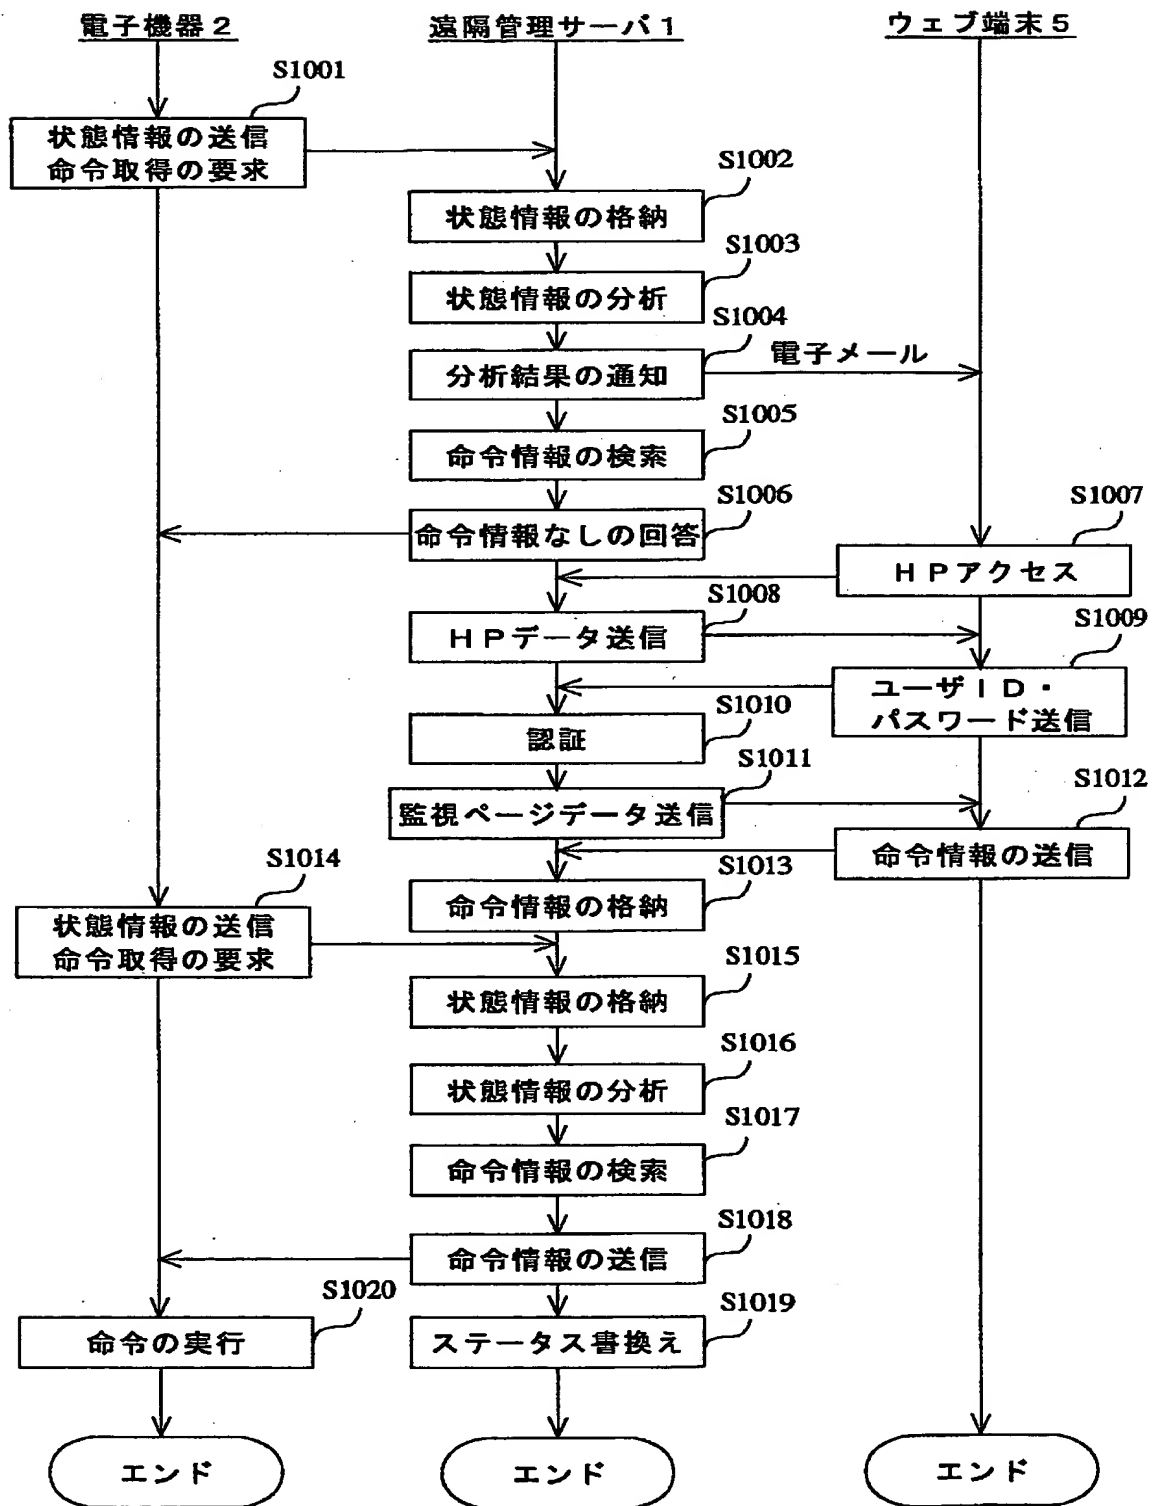 電子機器2
遠隔管理サーバ1
ウェブ端末5
S1001
状態情報の送信
命令取得の要求
S1002
状態情報の格納
S1003
状態情報の分析
S1004
分析結果の通知
電子メール
S1005
命令情報の検索
S1006
命令情報なしの回答
S1007
HPアクセス
S1008
HPデータ送信
S1009
ユーザID・
パスワード送信
S1010
認証
S1011
監視ページデータ送信
S1012
命令情報の送信
S1013
命令情報の格納
S1014
状態情報の送信
命令取得の要求
S1015
状態情報の格納
S1016
状態情報の分析
S1017
命令情報の検索
S1018
命令情報の送信
S1019
ステータス書換え
S1020
命令の実行
エンド
エンド
エンド